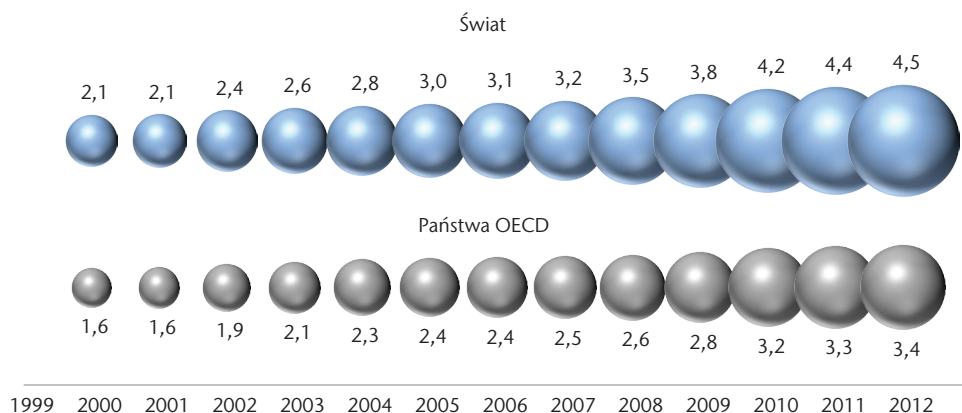 Świat
2,1 2,1 2,4 2,6 2,8 3,0 3,1 3,2 3,5 3,8 4,2 4,4 4,5
Państwa OECD
1,6 1,6 1,9 2,1 2,3 2,4 2,4 2,5 2,6 2,8 3,2 3,3 3,4
1999 2000 2001 2002 2003 2004 2005 2006 2007 2008 2009 2010 2011 2012